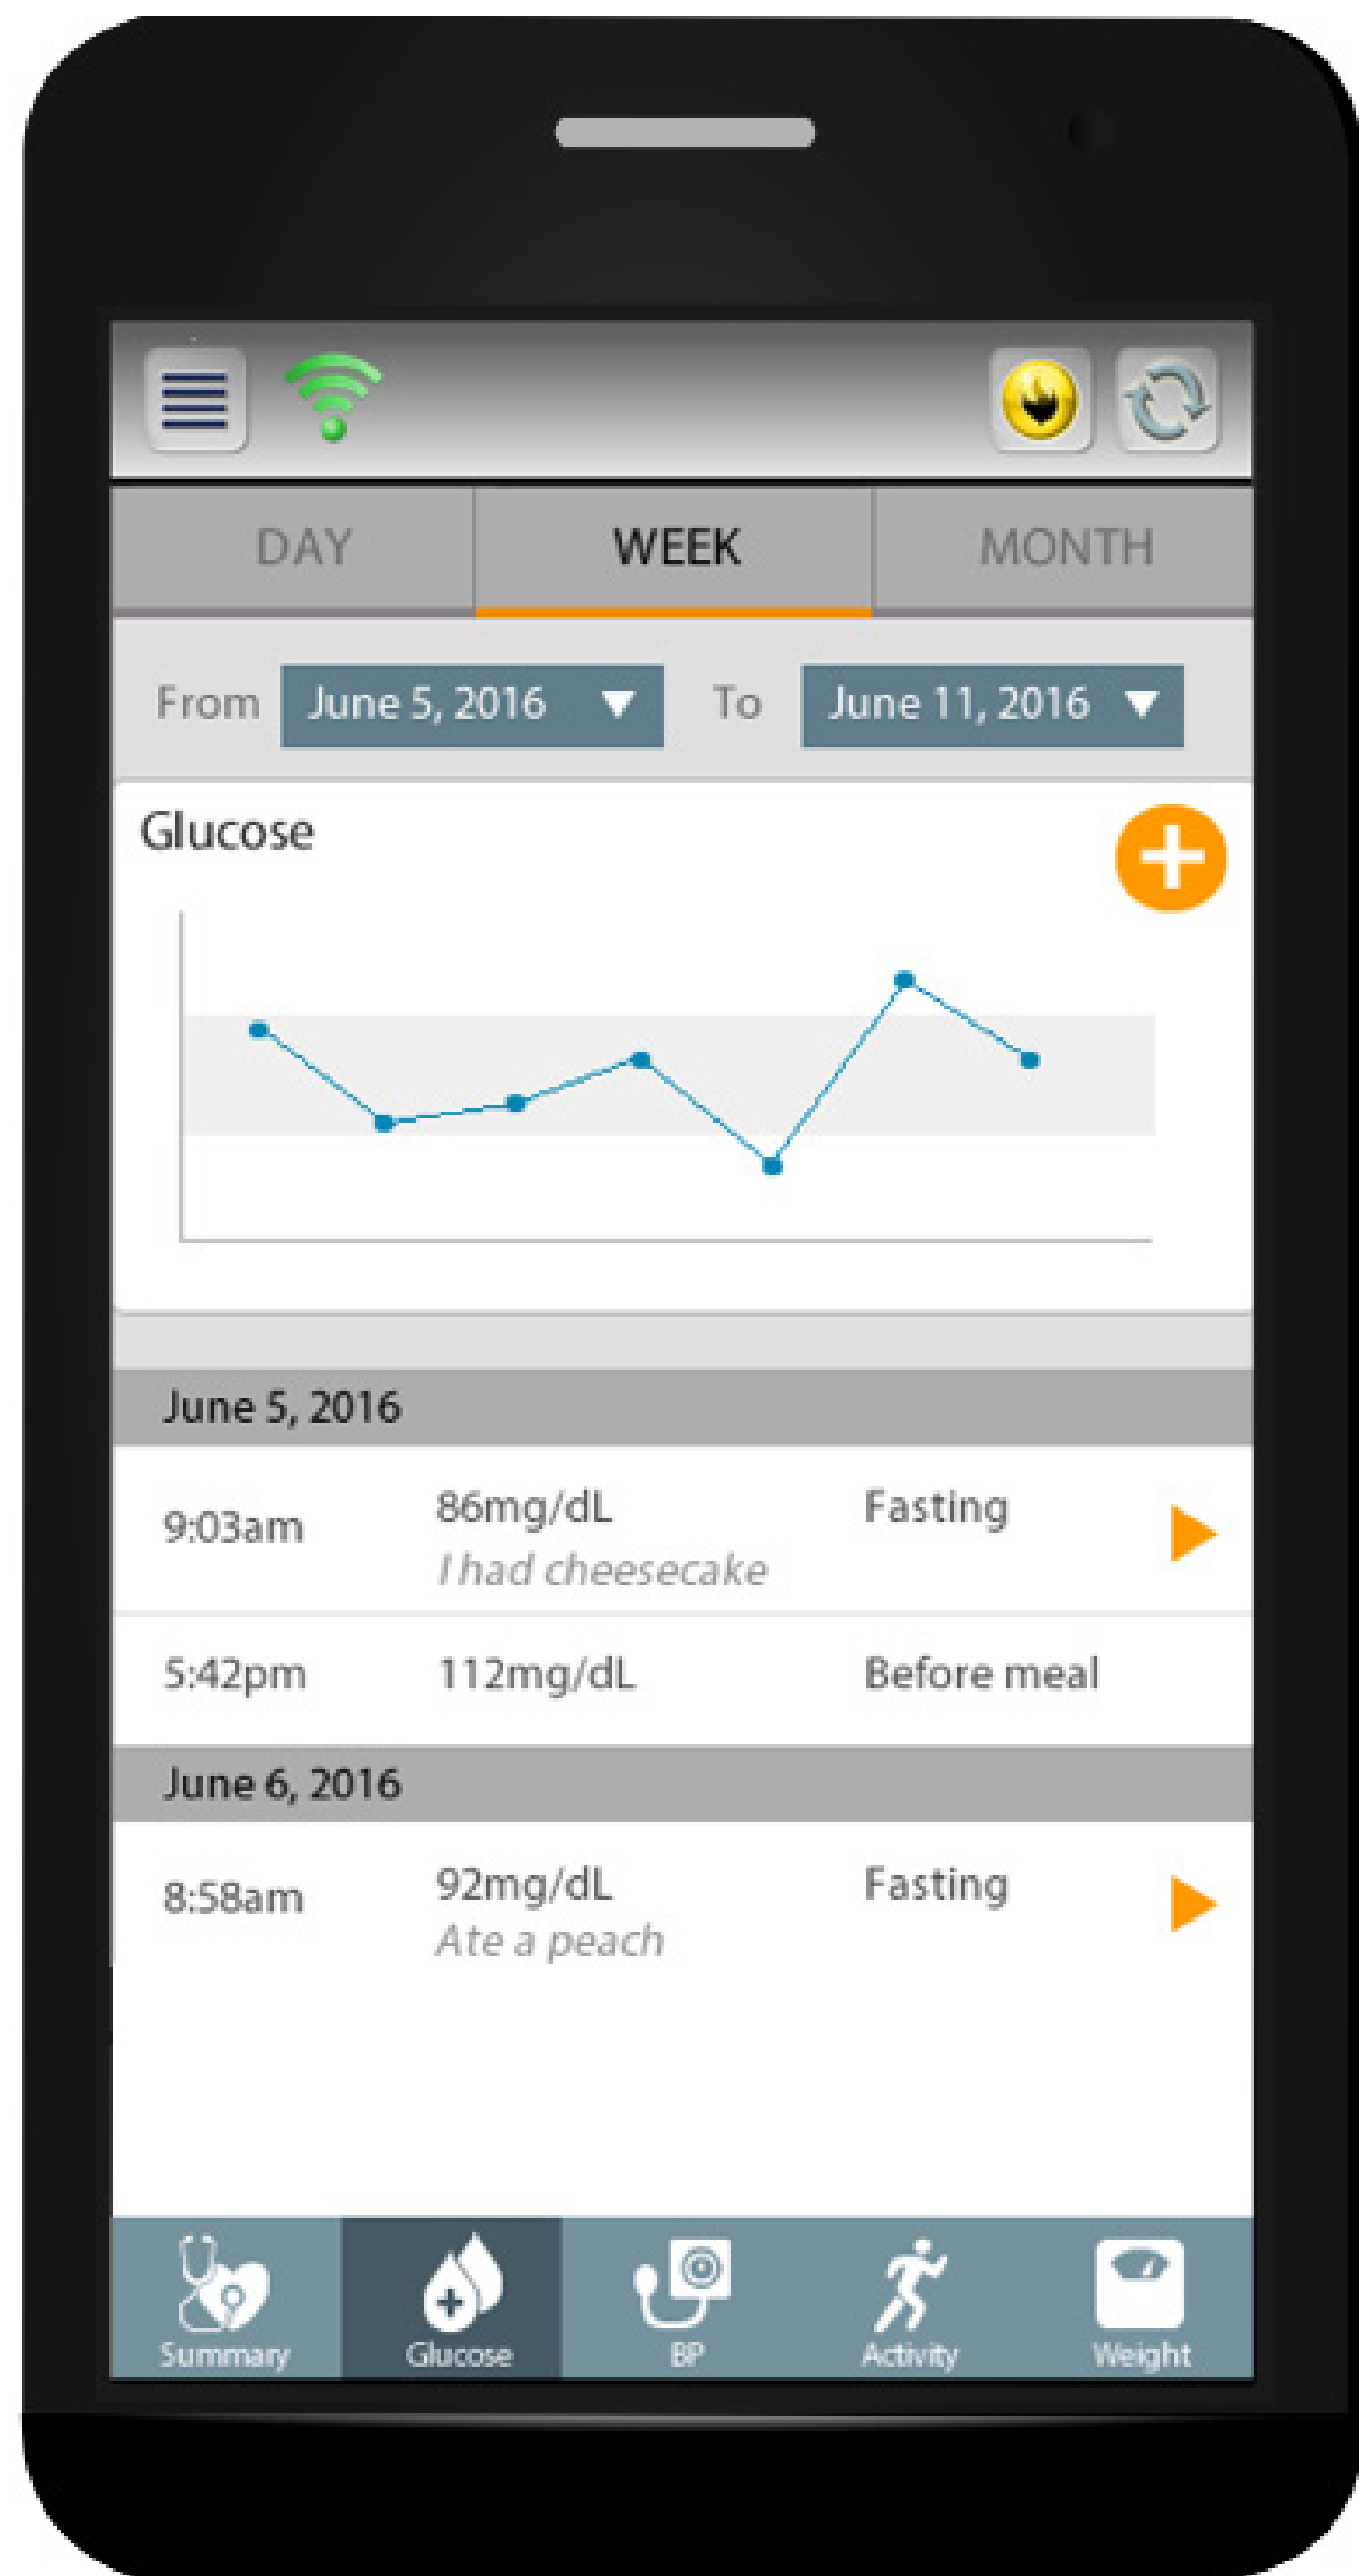 DAY WEEK MONTH
From June 5, 2016 To June 11, 2016
Glucose
June 5, 2016
9:03am 86mg/dL Fasting
I had cheesecake
5:42pm 112mg/dL Before meal
June 6, 2016
8:58am 92mg/dL Fasting
Ate a peach
Summary Glucose BP Activity Weight